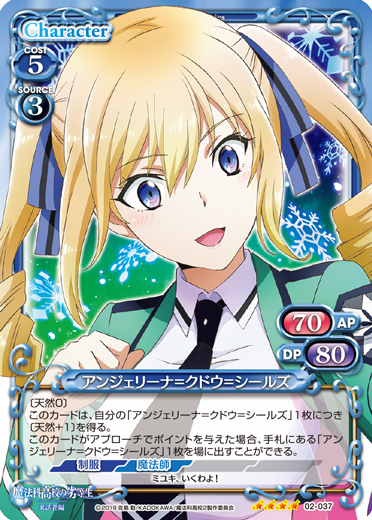 Character
COST
5
SOURCE
3
70 AP
DP 80
アンジェリーナ=クドウ=シールズ
〔天然0〕
このカードは、自分の「アンジェリーナ=クドウ=シールズ」1枚につき
〔天然+1〕を得る。
このカードがアプローチでポイントを与えた場合、手札にある「アン
ジェリーナ=クドウ=シールズ」1枚を場に出すことができる。
制服 魔法師
ミユキ、いくわよ!
魔法科高校の劣等生
来訪者編
©2019 佐島 勤/KADOKAWA/魔法科高校2製作委員会
02-037